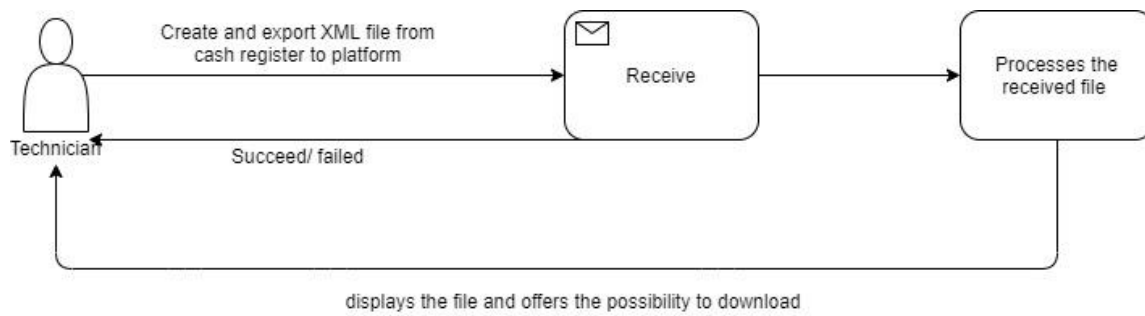 Create and export XML file from
cash register to platform
Receive
Processes the
received file
Technician
Succeed/ failed
displays the file and offers the possibility to download